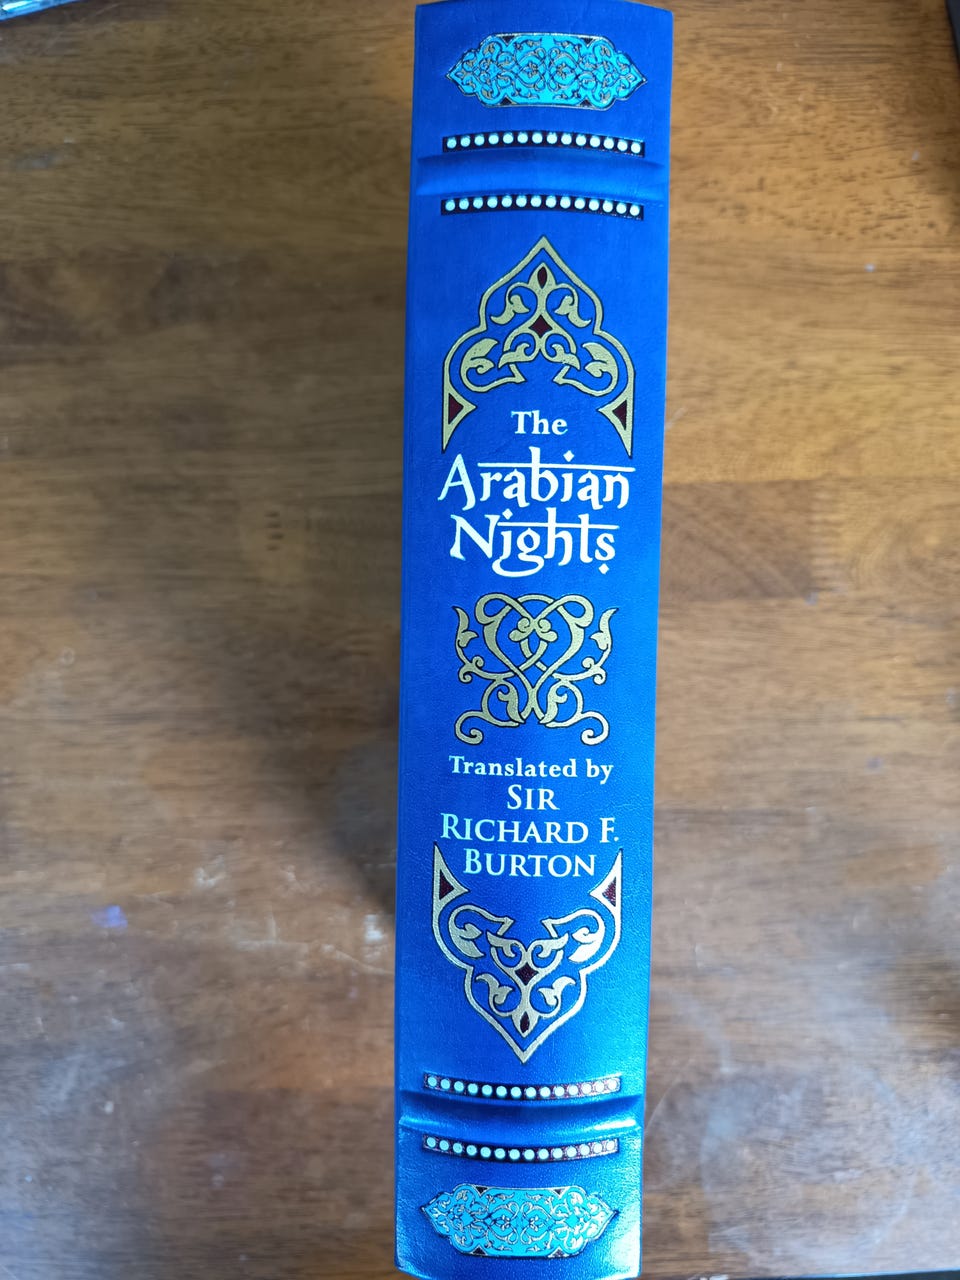 The
Arabian
Nights
Translated by
SIR
RICHARD F.
BURTON